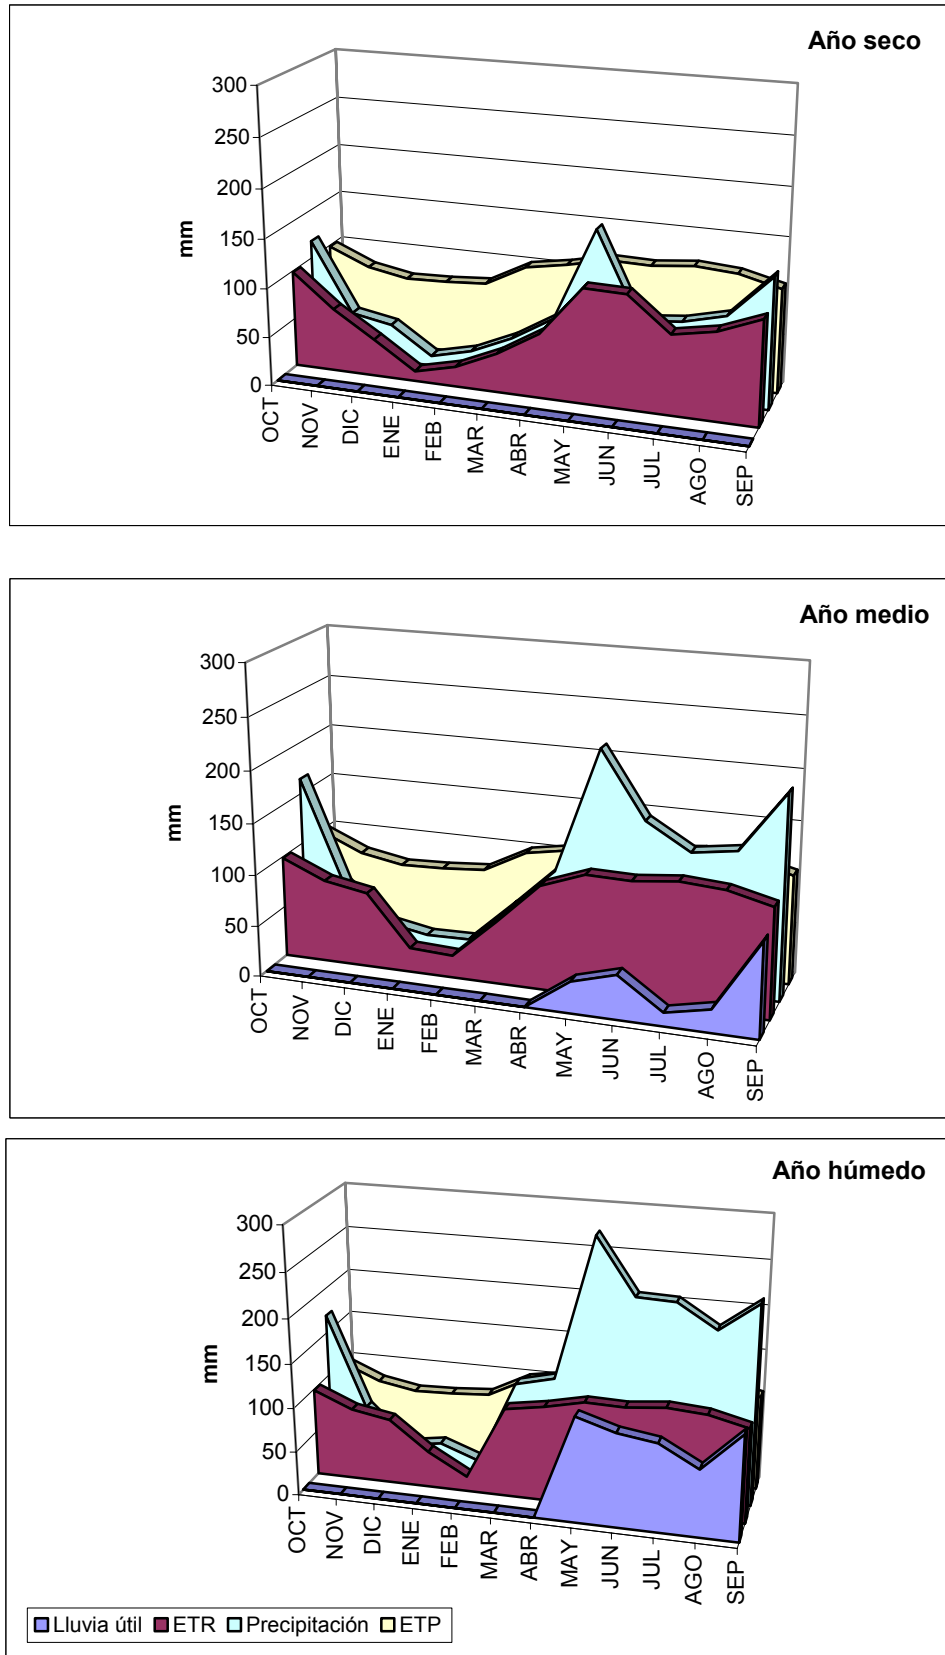 Año seco
300
250
200
150
100
50
0
mm
OCT NOV DIC ENE FEB MAR ABR MAY JUN JUL AGO SEP
Año medio
300
250
200
150
100
50
0
mm
OCT NOV DIC ENE FEB MAR ABR MAY JUN JUL AGO SEP
Año húmedo
300
250
200
150
100
50
0
mm
OCT NOV DIC ENE FEB MAR ABR MAY JUN JUL AGO SEP
Lluvia útil ETR Precipitación ETP